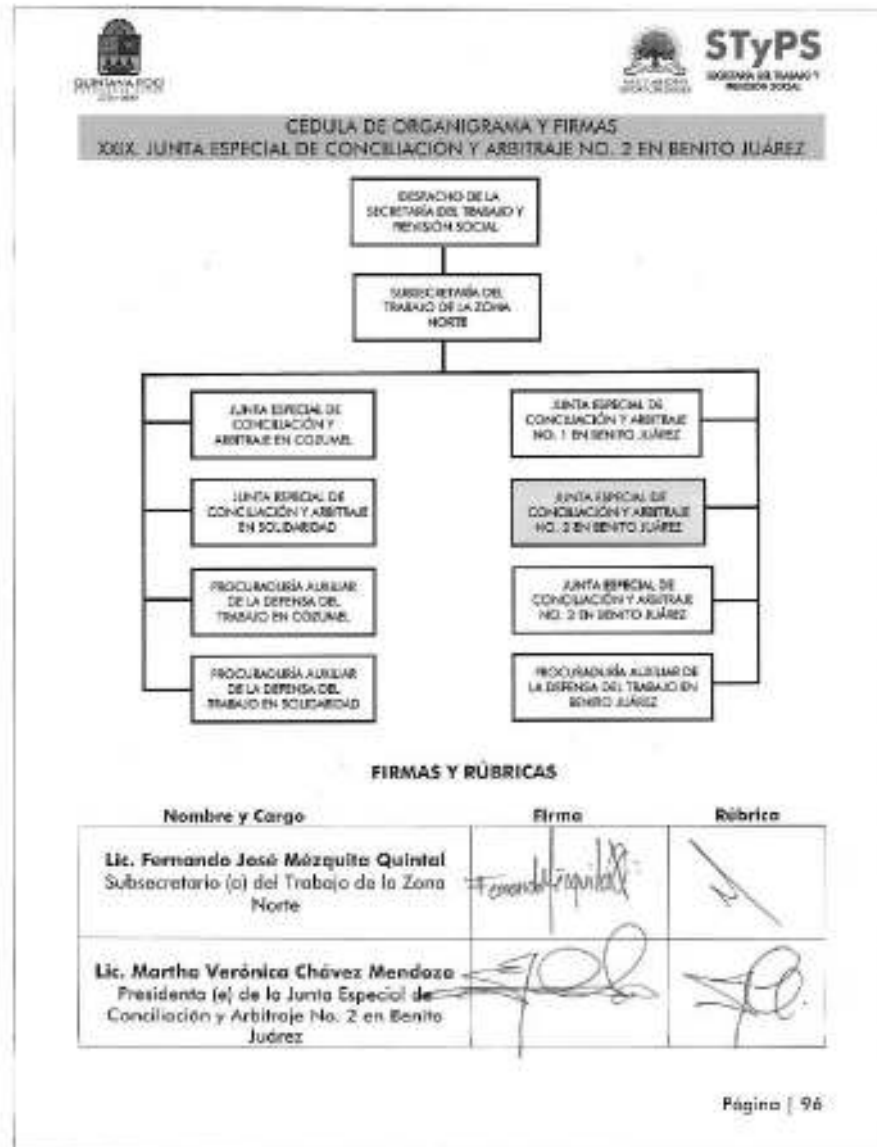 QUINTANA ROO
STyPS
SECRETARÍA DEL TRABAJO Y
PREVISIÓN SOCIAL
CEDULA DE ORGANIGRAMA Y FIRMAS
XXIX. JUNTA ESPECIAL DE CONCILIACION Y ARBITRAJE NO. 2 EN BENITO JUÁREZ
DESPACHO DE LA
SECRETARÍA DEL TRABAJO Y
PREVISIÓN SOCIAL
SUBSECRETARÍA DEL
TRABAJO DE LA ZONA
NORTE
JUNTA ESPECIAL DE
CONCILIACIÓN Y
ARBITRAJE EN COZUMEL
JUNTA ESPECIAL DE
CONCILIACIÓN Y ARBITRAJE
NO. 1 EN BENITO JUÁREZ
JUNTA ESPECIAL DE
CONCILIACIÓN Y ARBITRAJE
EN SOLIDARIDAD
JUNTA ESPECIAL DE
CONCILIACIÓN Y ARBITRAJE
NO. 2 EN BENITO JUÁREZ
PROCURADURÍA AUXILIAR
DE LA DEFENSA DEL
TRABAJO EN COZUMEL
JUNTA ESPECIAL DE
CONCILIACIÓN Y ARBITRAJE
NO. 3 EN BENITO JUÁREZ
PROCURADURÍA AUXILIAR
DE LA DEFENSA DEL
TRABAJO EN SOLIDARIDAD
PROCURADURÍA AUXILIAR DE
LA DEFENSA DEL TRABAJO EN
BENITO JUÁREZ
FIRMAS Y RÚBRICAS
Nombre y Cargo Firma Rúbrica
Lic. Fernando José Mézquita Quintal
Subsecretario (a) del Trabajo de la Zona
Norte
Lic. Martha Verónica Chávez Mendoza
Presidenta (e) de la Junta Especial de
Conciliación y Arbitraje No. 2 en Benito
Juárez
Página | 96